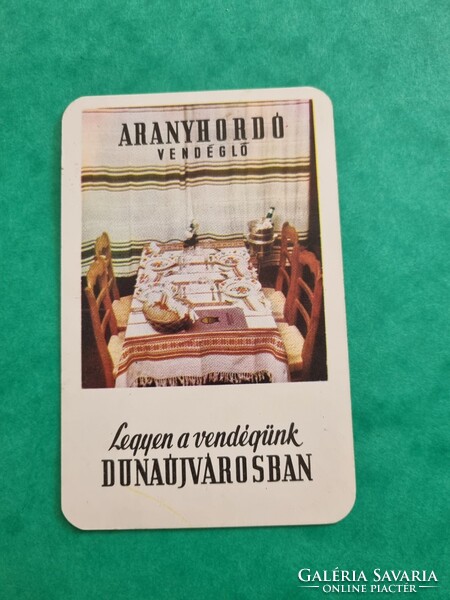 ARANYHORDÓ
VENDÉGLŐ
Legyen a vendégünk
DUNAÚJVÁROSBAN
GALÉRIA SAVARIA
ONLINE PIACTÉR